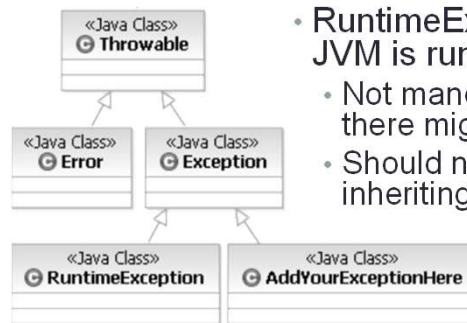 «Java Class»
Throwable
«Java Class»
Error
«Java Class»
Exception
«Java Class»
RuntimeException
«Java Class»
AddYourExceptionHere
• RuntimeEx
JVM is run
• Not mand
there mig
• Should n
inheriting